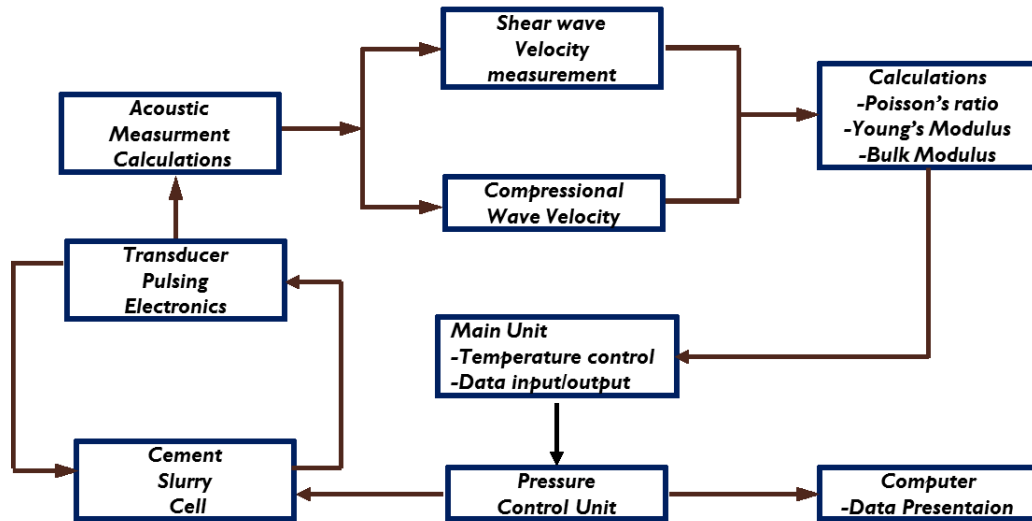 Shear wave
Velocity
measurement
Acoustic
Measurment
Calculations
Calculations
-Poisson's ratio
-Young's Modulus
-Bulk Modulus
Compressional
Wave Velocity
Transducer
Pulsing
Electronics
Main Unit
-Temperature control
-Data input/output
Cement
Slurry
Cell
Pressure
Control Unit
Computer
-Data Presentaion